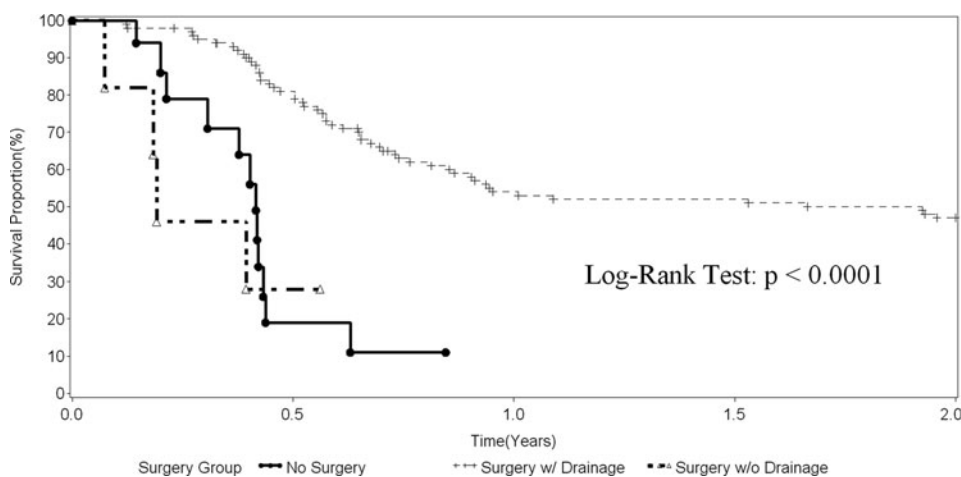 100
90
80
70
60
50
40
30
20
10
0
Survival Proportion(%)
Log-Rank Test: p < 0.0001
0.0 0.5 1.0 1.5 2.0
Time(Years)
Surgery Group No Surgery Surgery w/ Drainage Surgery w/o Drainage